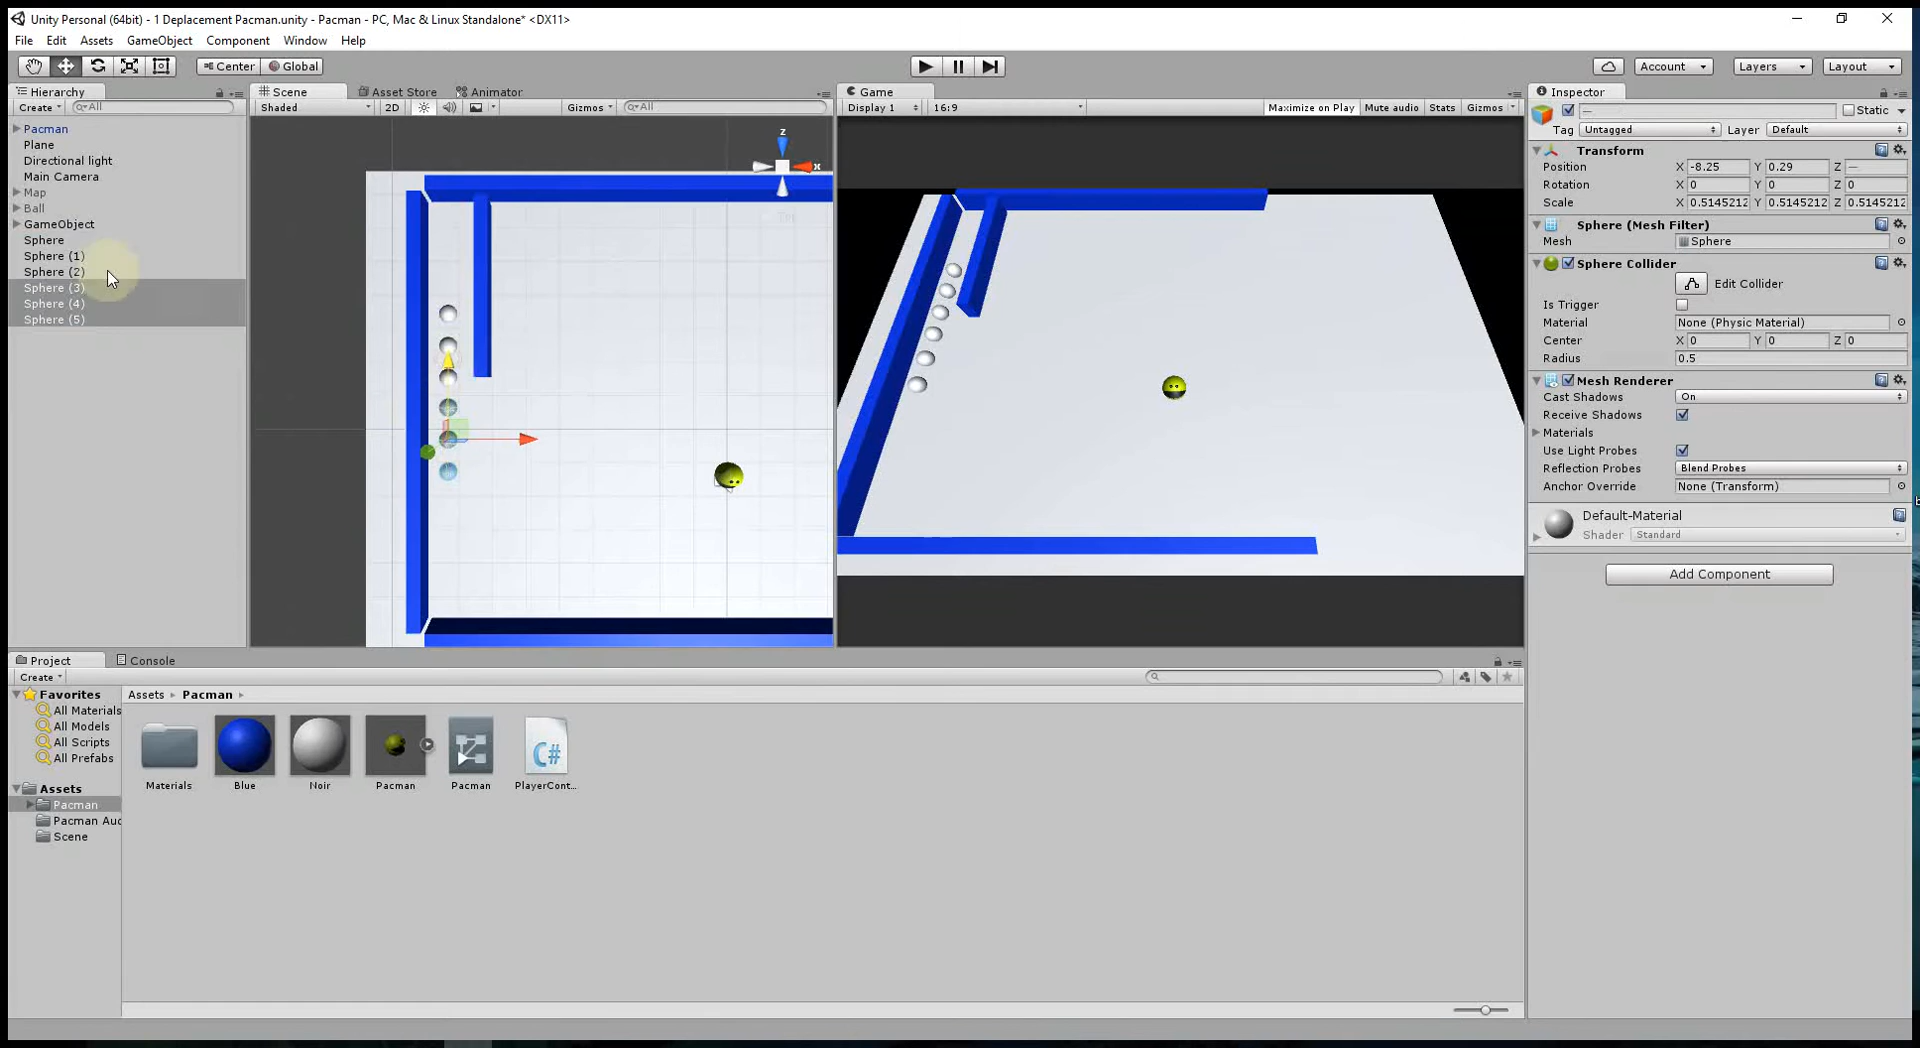 Unity Personal (64bit) - 1 Deplacement Pacman.unity - Pacman - PC, Mac & Linux Standalone* <DX11>
File Edit Assets GameObject Component Window Help
Center Global Account Layers Layout
Hierarchy
Create All
Pacman
Plane
Directional light
Main Camera
Map
Ball
GameObject
Sphere
Sphere (1)
Sphere (2)
Sphere (3)
Sphere (4)
Sphere (5)
Scene Asset Store Animator
Shaded 2D Gizmos All
z
x
Game
Display 1 16:9 Maximize on Play Mute audio Stats Gizmos
Inspector
— Static
Tag Untagged Layer Default
Transform
Position X -8.25 Y 0.29 Z —
Rotation X 0 Y 0 Z 0
Scale X 0.5145212 Y 0.5145212 Z 0.5145212
Sphere (Mesh Filter)
Mesh Sphere
Sphere Collider
Edit Collider
Is Trigger
Material None (Physic Material)
Center X 0 Y 0 Z 0
Radius 0.5
Mesh Renderer
Cast Shadows On
Receive Shadows
Materials
Use Light Probes
Reflection Probes Blend Probes
Anchor Override None (Transform)
Default-Material
Shader Standard
Add Component
Project Console
Create
Favorites
All Materials
All Models
All Scripts
All Prefabs
Assets
Pacman
Pacman Aud
Scene
Assets Pacman
C#
Materials Blue Noir Pacman Pacman PlayerCont...